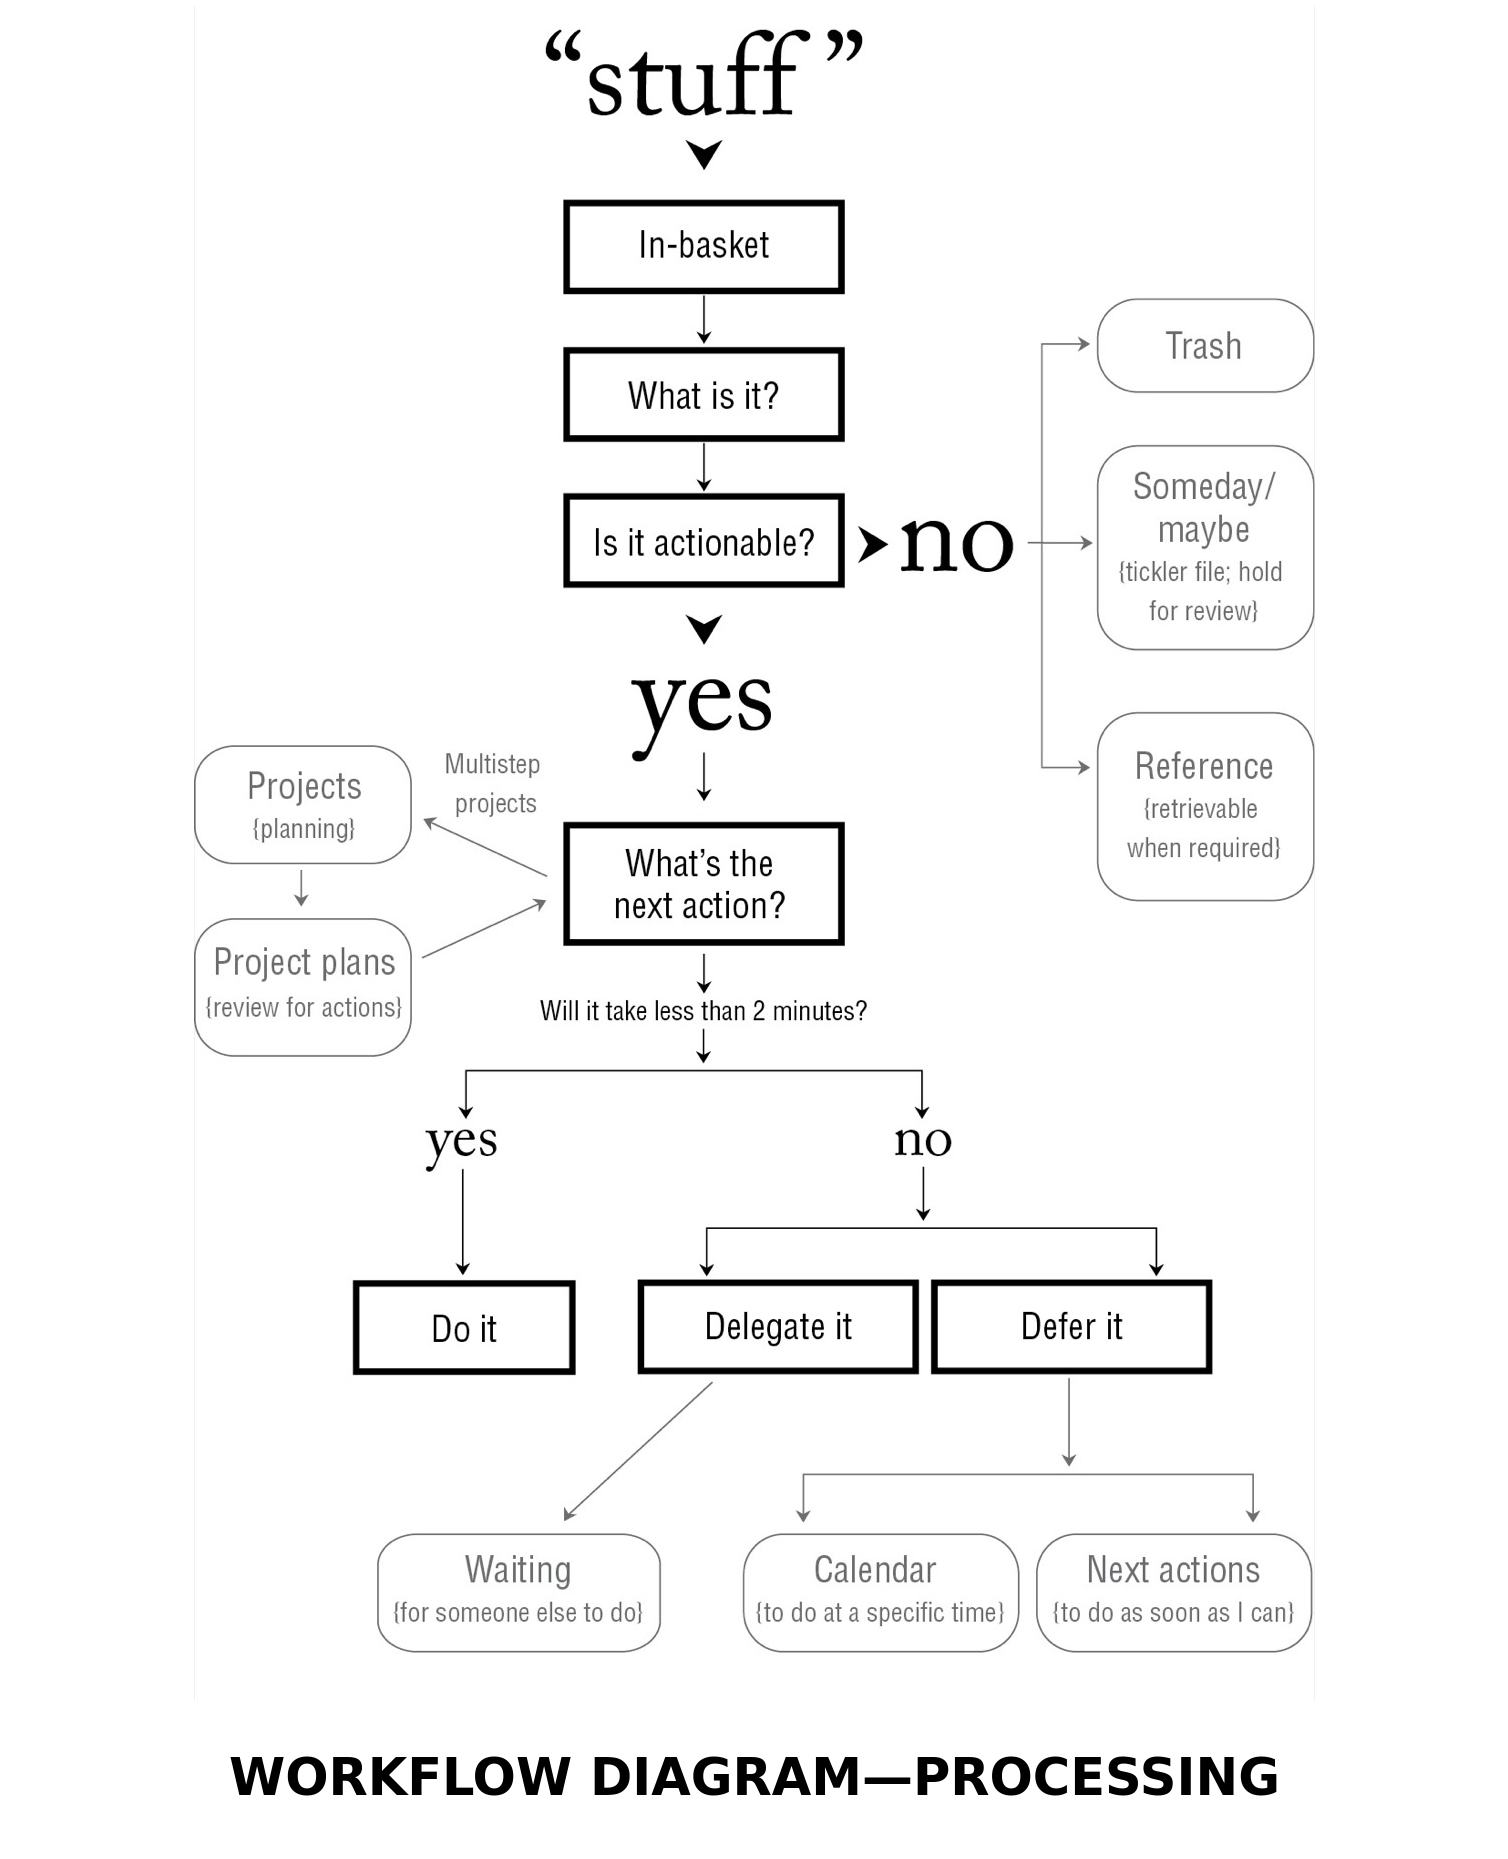 “stuff”
In-basket
What is it?
Is it actionable?
no
Trash
Someday/
maybe
{tickler file; hold
for review}
Reference
{retrievable
when required}
yes
Multistep
projects
Projects
{planning}
Project plans
{review for actions}
What’s the
next action?
Will it take less than 2 minutes?
yes
no
Do it
Delegate it
Defer it
Waiting
{for someone else to do}
Calendar
{to do at a specific time}
Next actions
{to do as soon as I can}
WORKFLOW DIAGRAM—PROCESSING